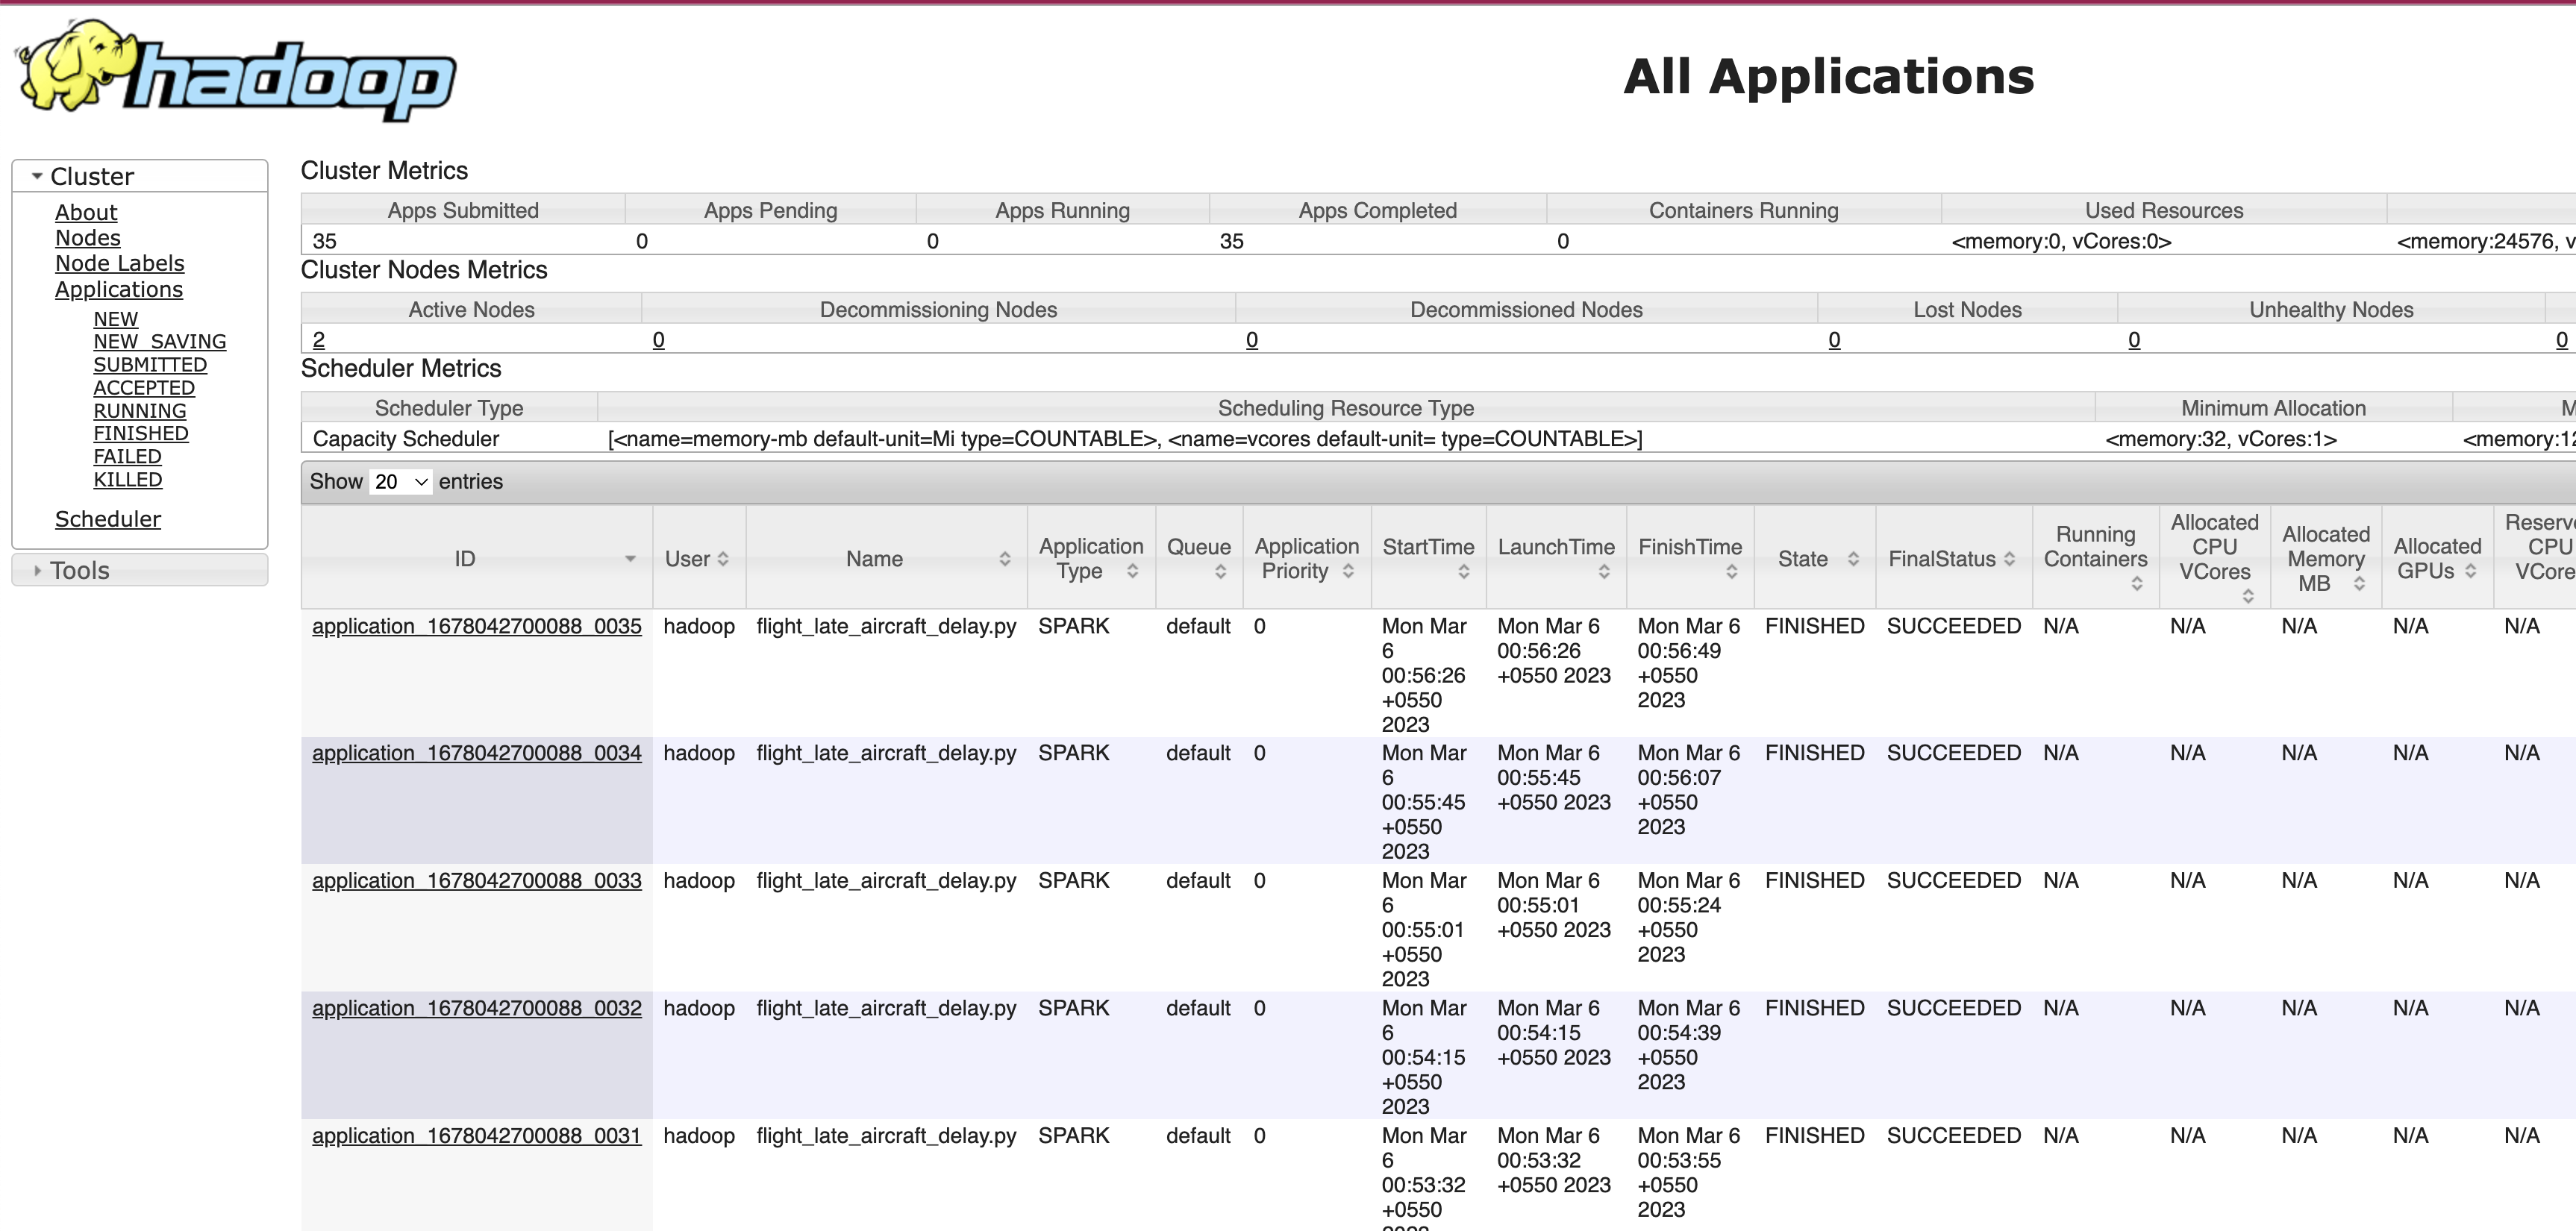 hadoop
All Applications
Cluster
About
Nodes
Node Labels
Applications
NEW
NEW_SAVING
SUBMITTED
ACCEPTED
RUNNING
FINISHED
FAILED
KILLED
Scheduler
Tools
Cluster Metrics
Apps Submitted Apps Pending Apps Running Apps Completed Containers Running Used Resources
35 0 0 35 0 <memory:0, vCores:0> <memory:24576, v
Cluster Nodes Metrics
Active Nodes Decommissioning Nodes Decommissioned Nodes Lost Nodes Unhealthy Nodes
2 0 0 0 0 0
Scheduler Metrics
Scheduler Type Scheduling Resource Type Minimum Allocation M
Capacity Scheduler [<name=memory-mb default-unit=Mi type=COUNTABLE>, <name=vcores default-unit= type=COUNTABLE>] <memory:32, vCores:1> <memory:12
Show 20 entries
ID User Name Application Type Queue Application Priority StartTime LaunchTime FinishTime State FinalStatus Running Containers Allocated CPU VCores Allocated Memory MB Allocated GPUs Reserve CPU VCore
application_1678042700088_0035 hadoop flight_late_aircraft_delay.py SPARK default 0 Mon Mar 6 00:56:26 +0550 2023 Mon Mar 6 00:56:26 +0550 2023 Mon Mar 6 00:56:49 +0550 2023 FINISHED SUCCEEDED N/A N/A N/A N/A N/A
application_1678042700088_0034 hadoop flight_late_aircraft_delay.py SPARK default 0 Mon Mar 6 00:55:45 +0550 2023 Mon Mar 6 00:55:45 +0550 2023 Mon Mar 6 00:56:07 +0550 2023 FINISHED SUCCEEDED N/A N/A N/A N/A N/A
application_1678042700088_0033 hadoop flight_late_aircraft_delay.py SPARK default 0 Mon Mar 6 00:55:01 +0550 2023 Mon Mar 6 00:55:01 +0550 2023 Mon Mar 6 00:55:24 +0550 2023 FINISHED SUCCEEDED N/A N/A N/A N/A N/A
application_1678042700088_0032 hadoop flight_late_aircraft_delay.py SPARK default 0 Mon Mar 6 00:54:15 +0550 2023 Mon Mar 6 00:54:15 +0550 2023 Mon Mar 6 00:54:39 +0550 2023 FINISHED SUCCEEDED N/A N/A N/A N/A N/A
application_1678042700088_0031 hadoop flight_late_aircraft_delay.py SPARK default 0 Mon Mar 6 00:53:32 +0550 Mon Mar 6 00:53:32 +0550 2023 Mon Mar 6 00:53:55 +0550 2023 FINISHED SUCCEEDED N/A N/A N/A N/A N/A